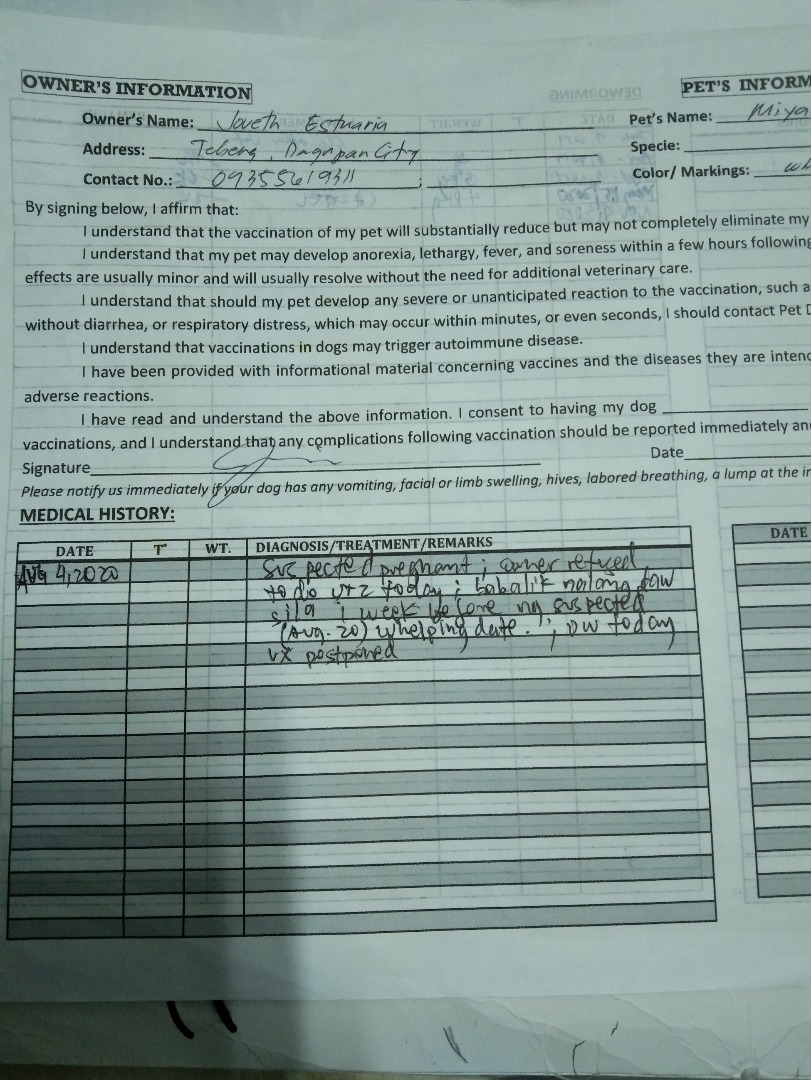 OWNER'S INFORMATION
PET'S INFORM
Owner's Name: Joveth Estuaria
Pet's Name: Miya
Address: Tebeng, Dagupan City
Specie:
Contact No.: 09355619311 ;
Color/ Markings: wh
By signing below, I affirm that:
I understand that the vaccination of my pet will substantially reduce but may not completely eliminate my
I understand that my pet may develop anorexia, lethargy, fever, and soreness within a few hours following
effects are usually minor and will usually resolve without the need for additional veterinary care.
I understand that should my pet develop any severe or unanticipated reaction to the vaccination, such a
without diarrhea, or respiratory distress, which may occur within minutes, or even seconds, I should contact Pet D
I understand that vaccinations in dogs may trigger autoimmune disease.
I have been provided with informational material concerning vaccines and the diseases they are intend
adverse reactions.
I have read and understand the above information. I consent to having my dog
vaccinations, and I understand that any complications following vaccination should be reported immediately an
Signature
Date
Please notify us immediately if your dog has any vomiting, facial or limb swelling, hives, labored breathing, a lump at the in
MEDICAL HISTORY:
DATE T° WT. DIAGNOSIS/TREATMENT/REMARKS
DATE
AUG 4, 2020 Suspected pregnant ; owner refused
to do utz today ; babalik nalang daw
sila 1 week before ng suspected
(Aug. 20) whelping date. ; DW today
vx postponed